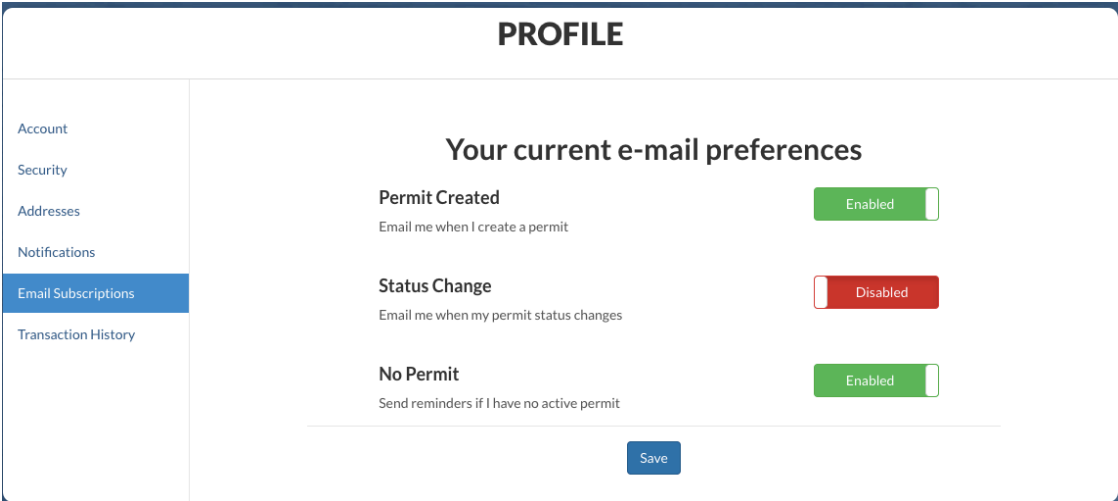 PROFILE
Account
Security
Addresses
Notifications
Email Subscriptions
Transaction History
Your current e-mail preferences
Permit Created
Enabled
Email me when I create a permit
Status Change
Disabled
Email me when my permit status changes
No Permit
Enabled
Send reminders if I have no active permit
Save